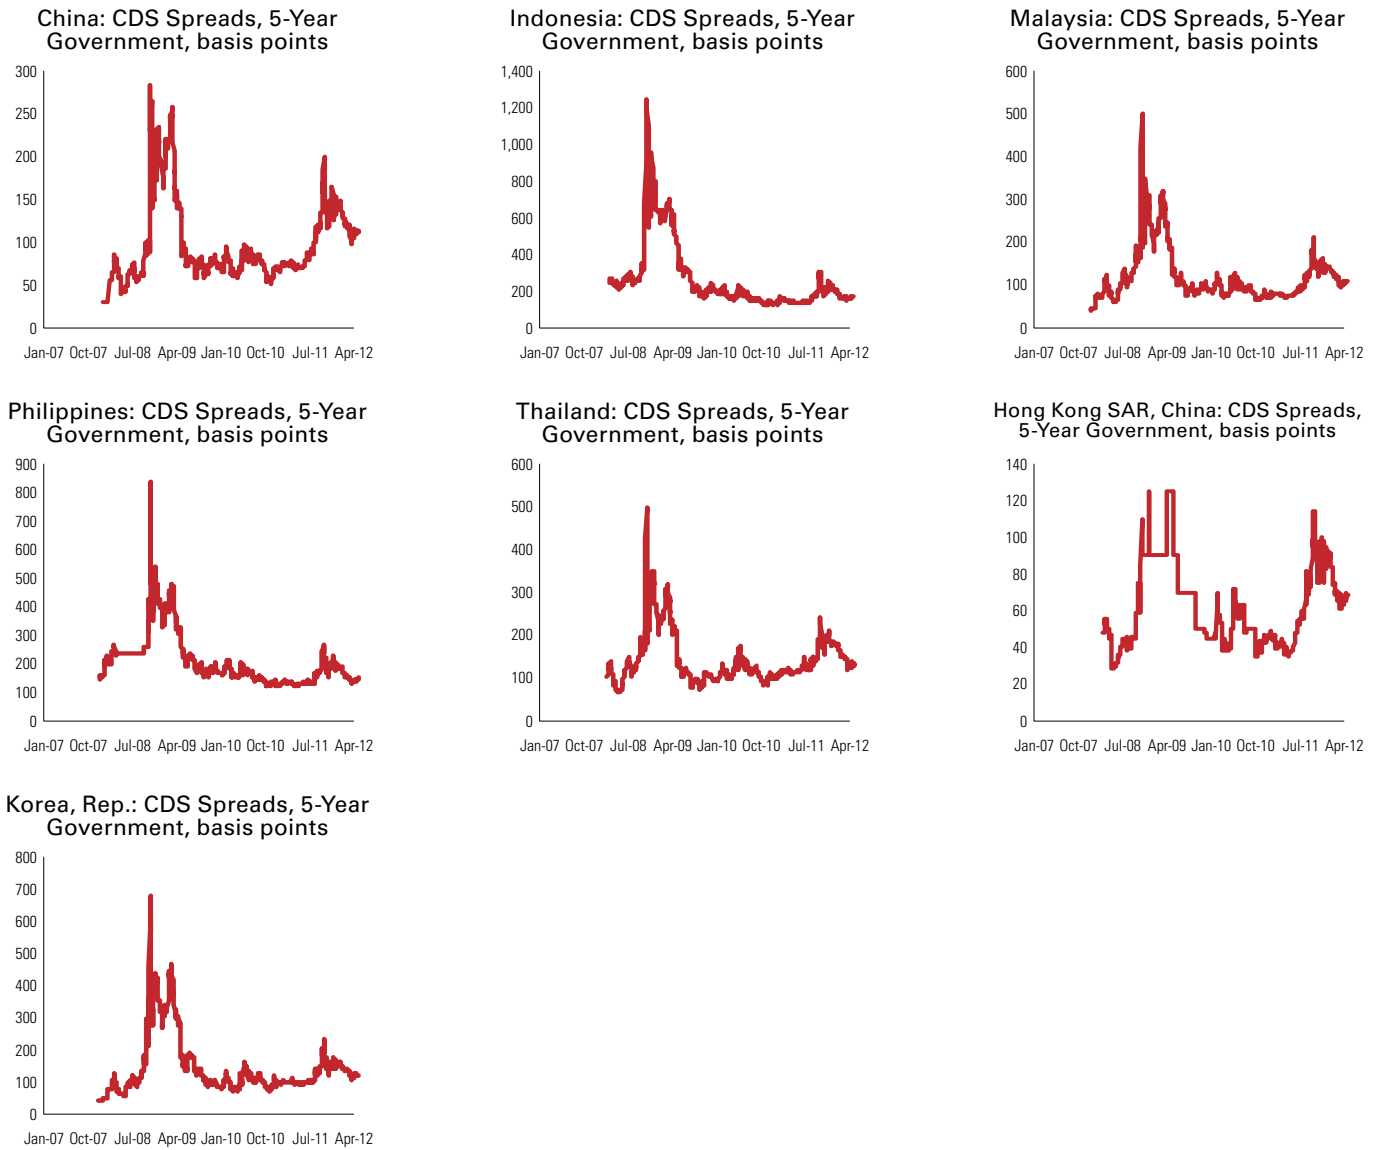 China: CDS Spreads, 5-Year
Government, basis points
300
250
200
150
100
50
0
Jan-07 Oct-07 Jul-08 Apr-09 Jan-10 Oct-10 Jul-11 Apr-12
Indonesia: CDS Spreads, 5-Year
Government, basis points
1,400
1,200
1,000
800
600
400
200
0
Jan-07 Oct-07 Jul-08 Apr-09 Jan-10 Oct-10 Jul-11 Apr-12
Malaysia: CDS Spreads, 5-Year
Government, basis points
600
500
400
300
200
100
0
Jan-07 Oct-07 Jul-08 Apr-09 Jan-10 Oct-10 Jul-11 Apr-12
Philippines: CDS Spreads, 5-Year
Government, basis points
900
800
700
600
500
400
300
200
100
0
Jan-07 Oct-07 Jul-08 Apr-09 Jan-10 Oct-10 Jul-11 Apr-12
Thailand: CDS Spreads, 5-Year
Government, basis points
600
500
400
300
200
100
0
Jan-07 Oct-07 Jul-08 Apr-09 Jan-10 Oct-10 Jul-11 Apr-12
Hong Kong SAR, China: CDS Spreads,
5-Year Government, basis points
140
120
100
80
60
40
20
0
Jan-07 Oct-07 Jul-08 Apr-09 Jan-10 Oct-10 Jul-11 Apr-12
Korea, Rep.: CDS Spreads, 5-Year
Government, basis points
800
700
600
500
400
300
200
100
0
Jan-07 Oct-07 Jul-08 Apr-09 Jan-10 Oct-10 Jul-11 Apr-12